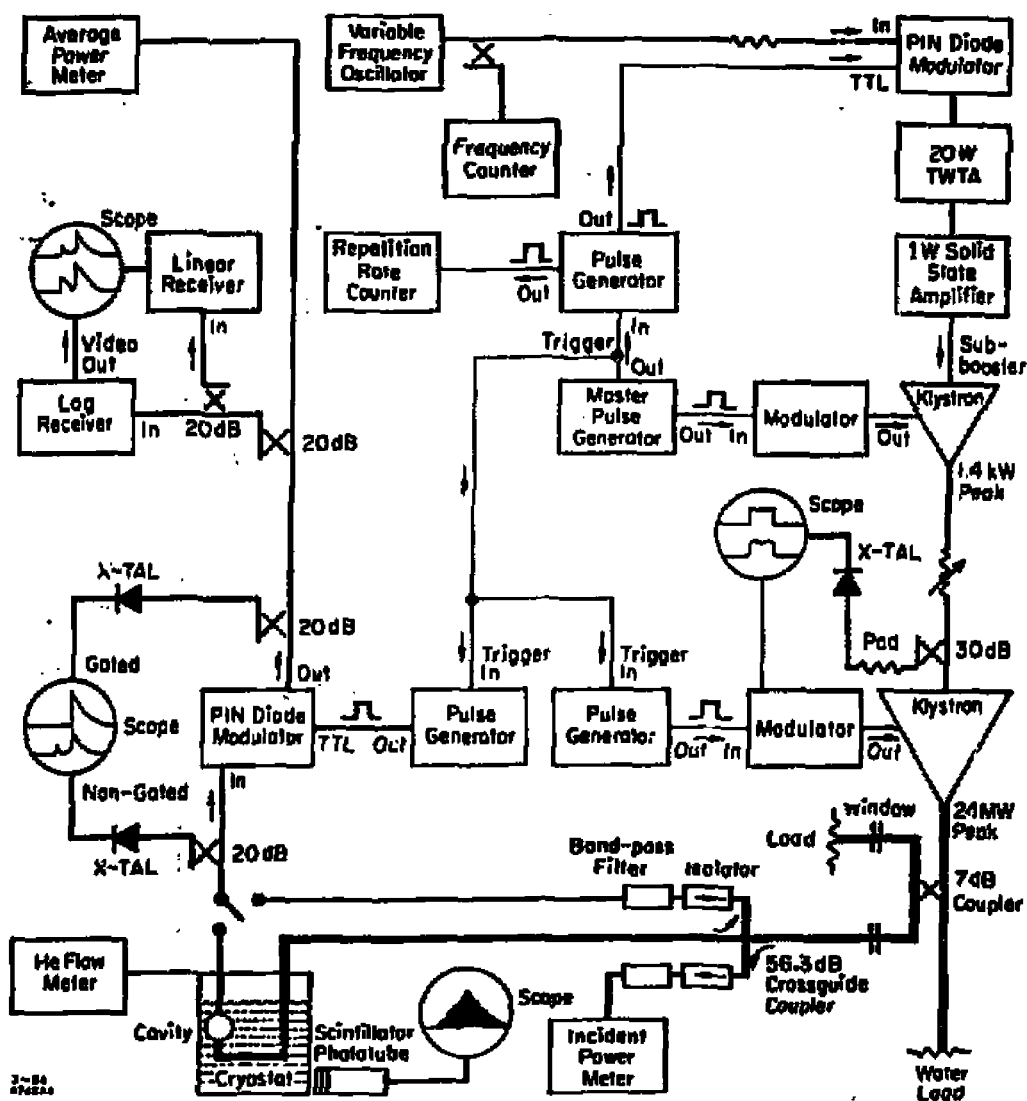 Average
Power
Meter
Variable
Frequency
Oscillator
In
TTL
PIN Diode
Modulator
Frequency
Counter
20W
TWTA
Scope
Linear
Receiver
In
Repetition
Rate
Counter
Out
Out
Pulse
Generator
In
1W Solid
State
Amplifier
Video
Out
Trigger
Out
Sub-
booster
Log
Receiver
In
20dB
20dB
Master
Pulse
Generator
Out
In
Modulator
Out
Klystron
1.4 kW
Peak
Scope
X-TAL
X-TAL
20dB
Pad
30dB
Gated
Out
Trigger
In
Trigger
In
Scope
PIN Diode
Modulator
TTL
Out
Pulse
Generator
Pulse
Generator
Out
In
Modulator
Out
Klystron
In
Non-Gated
X-TAL
20dB
Window
24MW
Peak
Load
Band-pass
Filter
Isolator
7dB
Coupler
He Flow
Meter
56.3dB
Crossguide
Coupler
Scope
Cavity
Scintillator
Phototube
Cryostat
Incident
Power
Meter
Water
Load